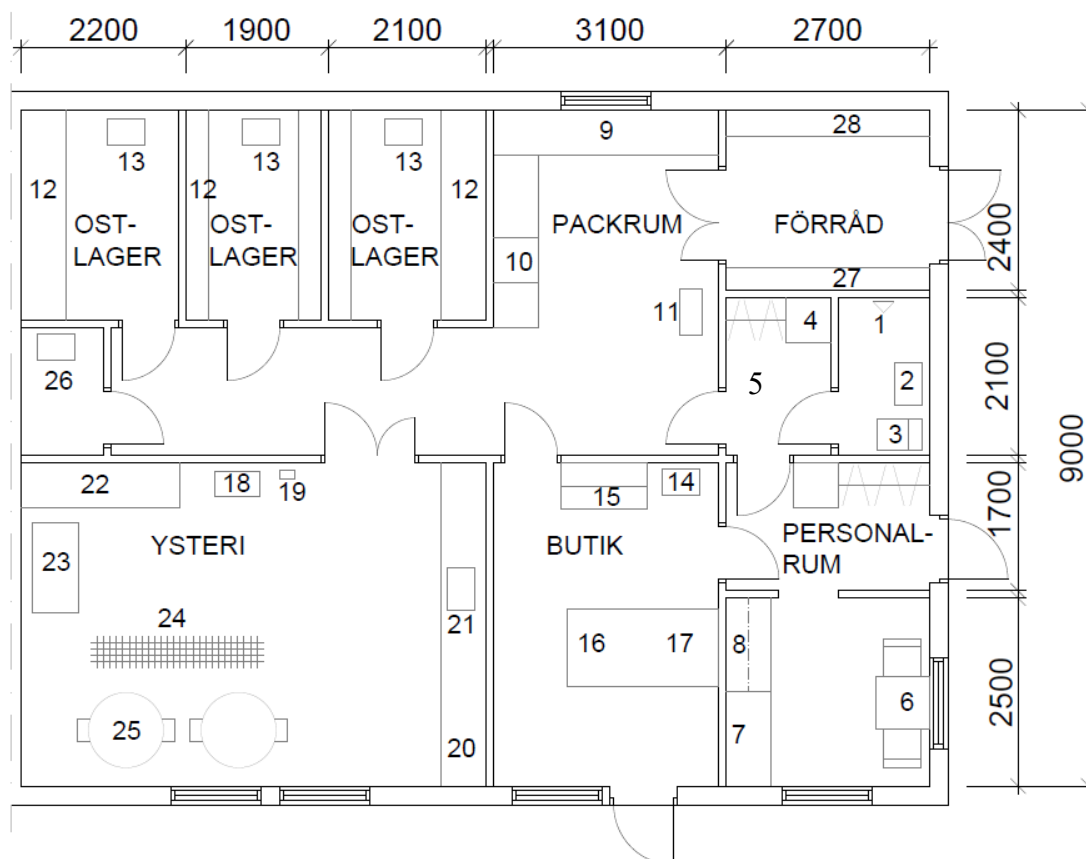 2200 1900 2100 3100 2700
9 28
13 13 13
12 12 12
OST-
LAGER
OST-
LAGER
OST-
LAGER
PACKRUM
FÖRRÅD
2400
10
27
11
4
1
26
5
2
2100
9000
3
22
18
19
15
14
1700
23
YSTERI
BUTIK
PERSONAL-
RUM
24
21
16
17
8
6
2500
25
20
7